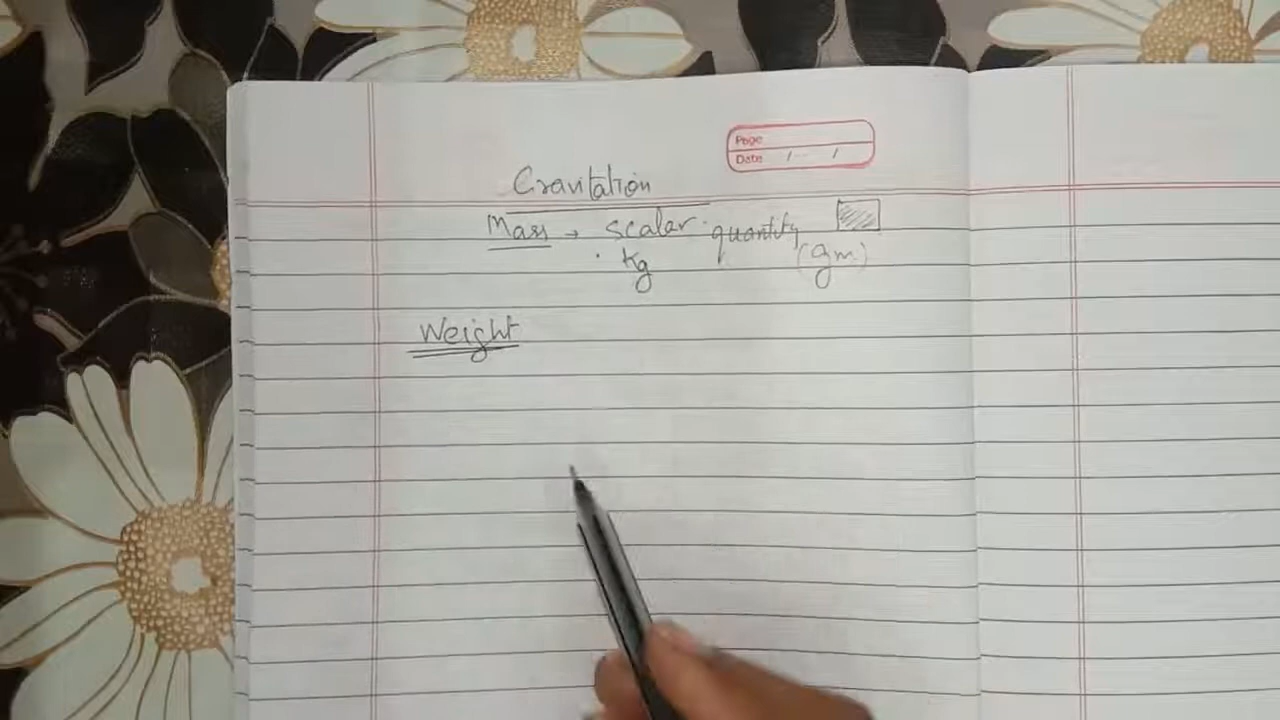 Page
Date / /
Gravitation
Mass → scalar quantity
· Kg (gm)
Weight